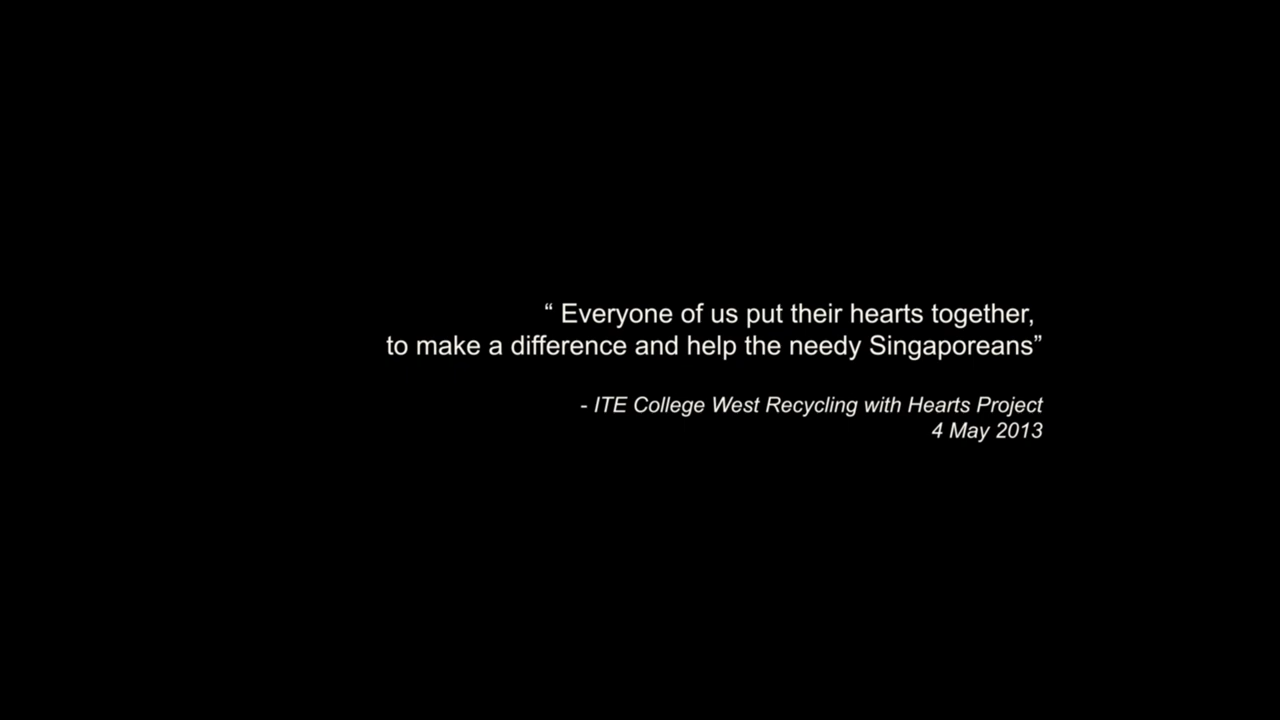 “ Everyone of us put their hearts together,
to make a difference and help the needy Singaporeans”
- ITE College West Recycling with Hearts Project
4 May 2013